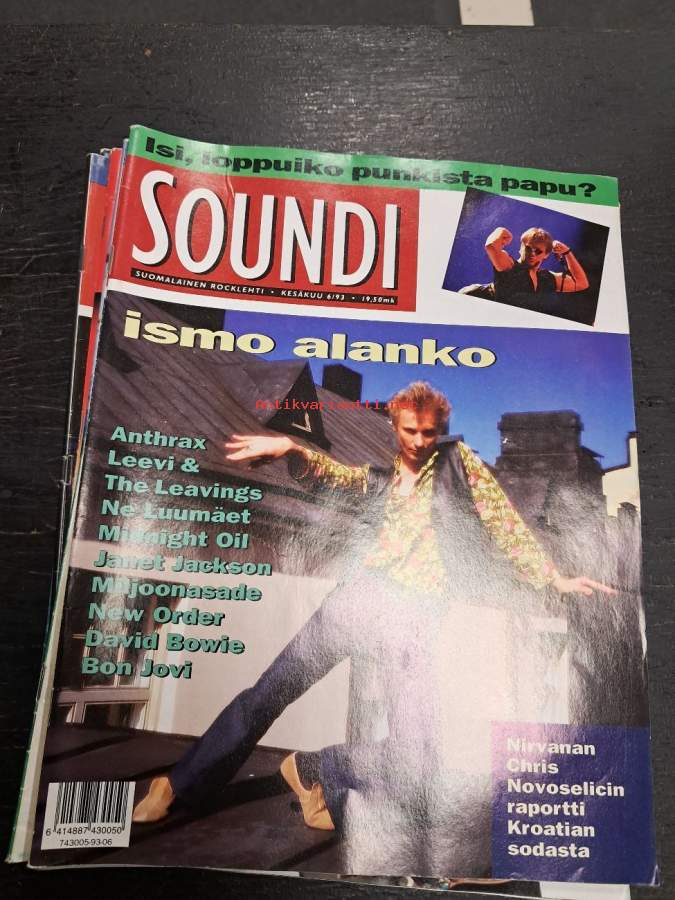 Isi, loppuiko punkista papu?
SOUNDI
SUOMALAINEN ROCKLEHTI • KESÄKUU 6/93 • 19,50mk
ismo alanko
Antikvariaatti.net
Anthrax
Leevi &
The Leavings
Ne Luumäet
Midnight Oil
Janet Jackson
Miljoonasade
New Order
David Bowie
Bon Jovi
Nirvanan
Chris
Novoselicin
raportti
Kroatian
sodasta
6 414887 430050
743005-93-06